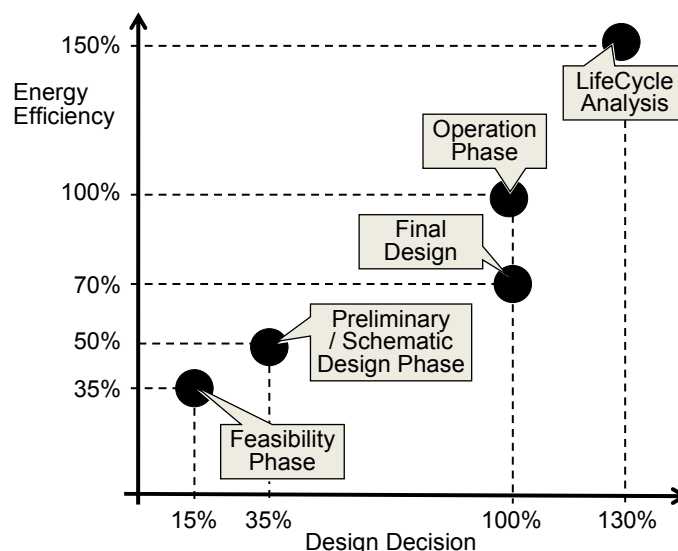 150%
Energy
Efficiency
LifeCycle
Analysis
Operation
Phase
100%
Final
Design
70%
Preliminary
/ Schematic
Design Phase
50%
35%
Feasibility
Phase
15%
35%
100%
130%
Design Decision